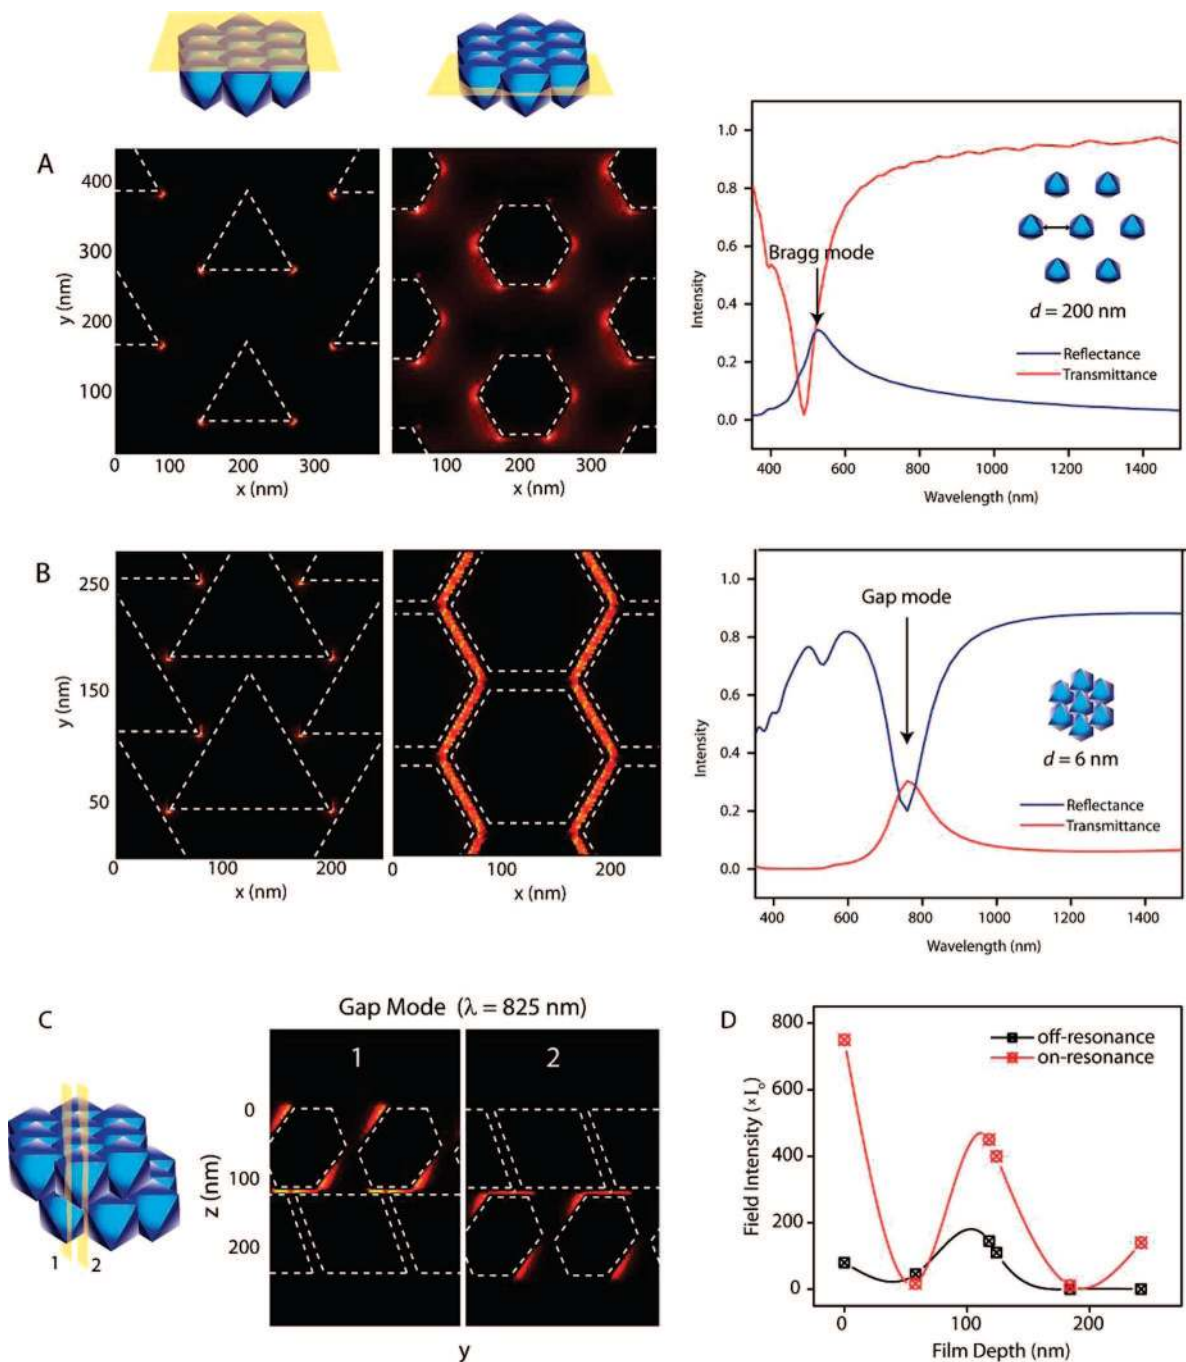 A
400
300
200
100
y (nm)
0
100
200
300
x (nm)
100
200
300
x (nm)
1.0
0.8
0.6
0.4
0.2
0.0
Intensity
Bragg mode
d = 200 nm
Reflectance
Transmittance
400
600
800
1000
1200
1400
Wavelength (nm)
B
250
150
50
y (nm)
0
100
200
x (nm)
0
100
200
x (nm)
1.0
0.8
0.6
0.4
0.2
0.0
Intensity
Gap mode
d = 6 nm
Reflectance
Transmittance
400
600
800
1000
1200
1400
Wavelength (nm)
C
Gap Mode (λ = 825 nm)
1
2
0
100
200
z (nm)
1
2
y
D
800
600
400
200
0
Field Intensity (× I₀)
off-resonance
on-resonance
0
100
200
Film Depth (nm)